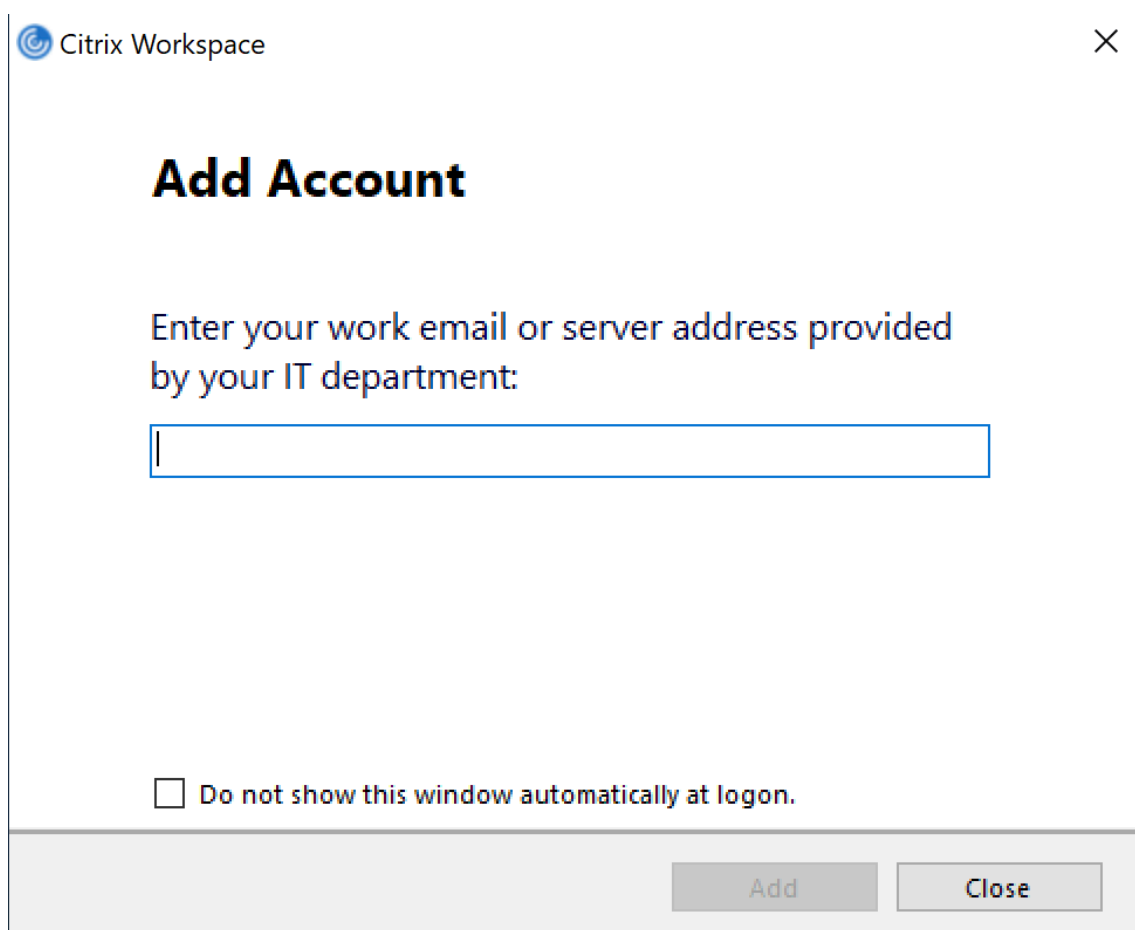 Citrix Workspace
Add Account
Enter your work email or server address provided
by your IT department:
Do not show this window automatically at logon.
Add
Close